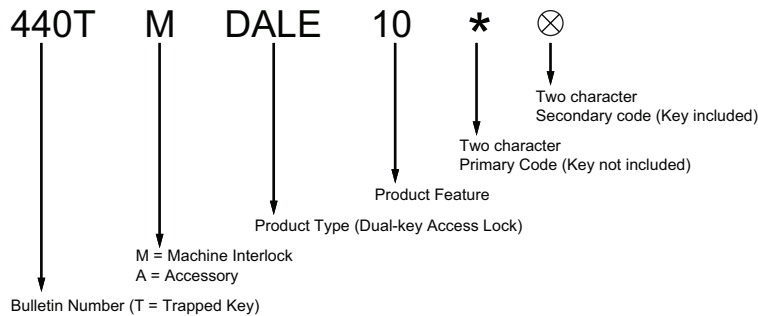 440T M DALE 10 * ⊗
Two character
Secondary code (Key included)
Two character
Primary Code (Key not included)
Product Feature
Product Type (Dual-key Access Lock)
M = Machine Interlock
A = Accessory
Bulletin Number (T = Trapped Key)